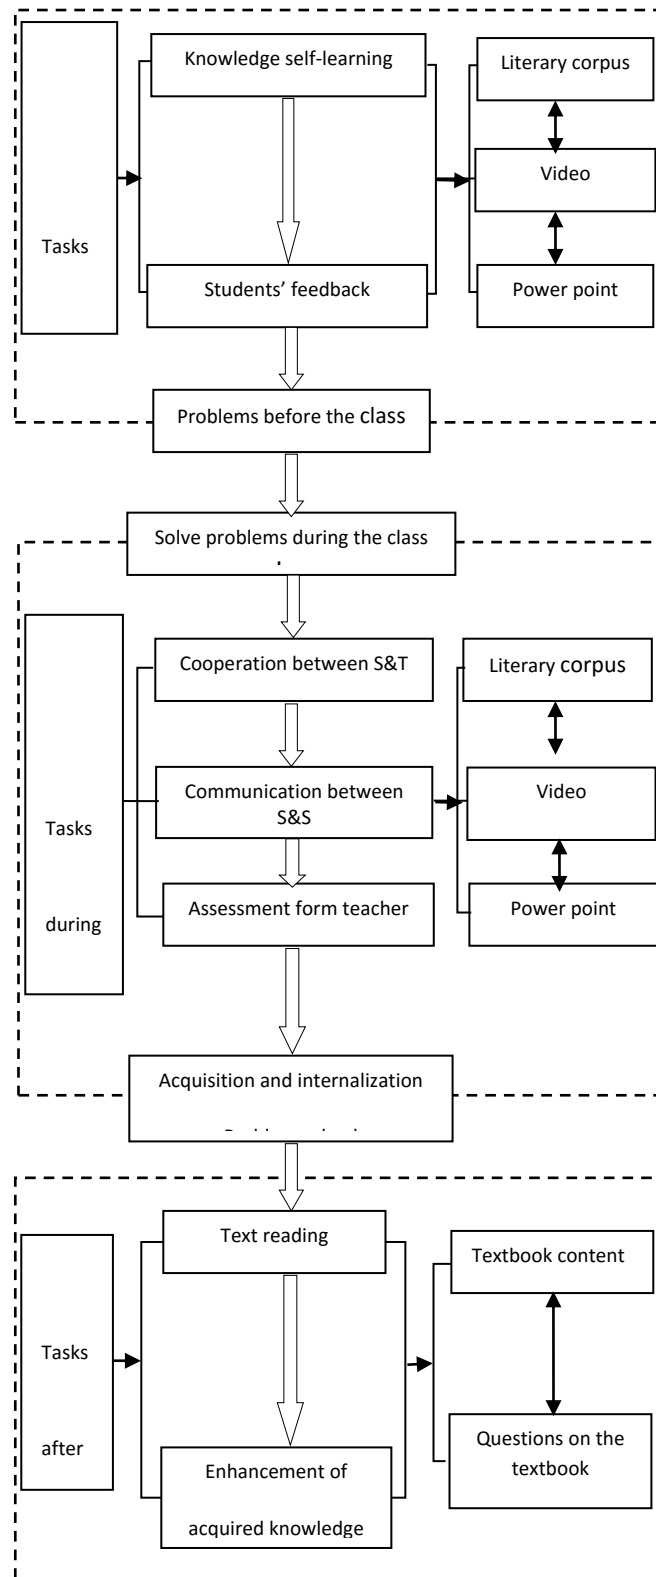 Knowledge self-learning
Literary corpus
Video
Tasks
Students’ feedback
Power point
Problems before the class
Solve problems during the class
Cooperation between S&T
Literary corpus
Communication between
S&S
Video
Tasks
during
Assessment form teacher
Power point
Acquisition and internalization
Text reading
Textbook content
Tasks
after
Questions on the
textbook
Enhancement of
acquired knowledge